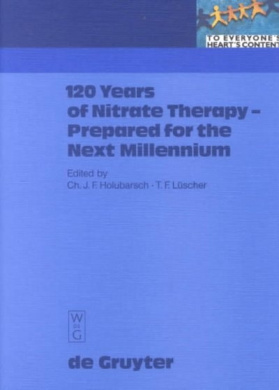 TO EVERYONE'S
HEART'S CONTENT
120 Years
of Nitrate Therapy –
Prepared for the
Next Millennium
Edited by
Ch. J. F. Holubarsch · T. F. Lüscher
W
DE
G
de Gruyter